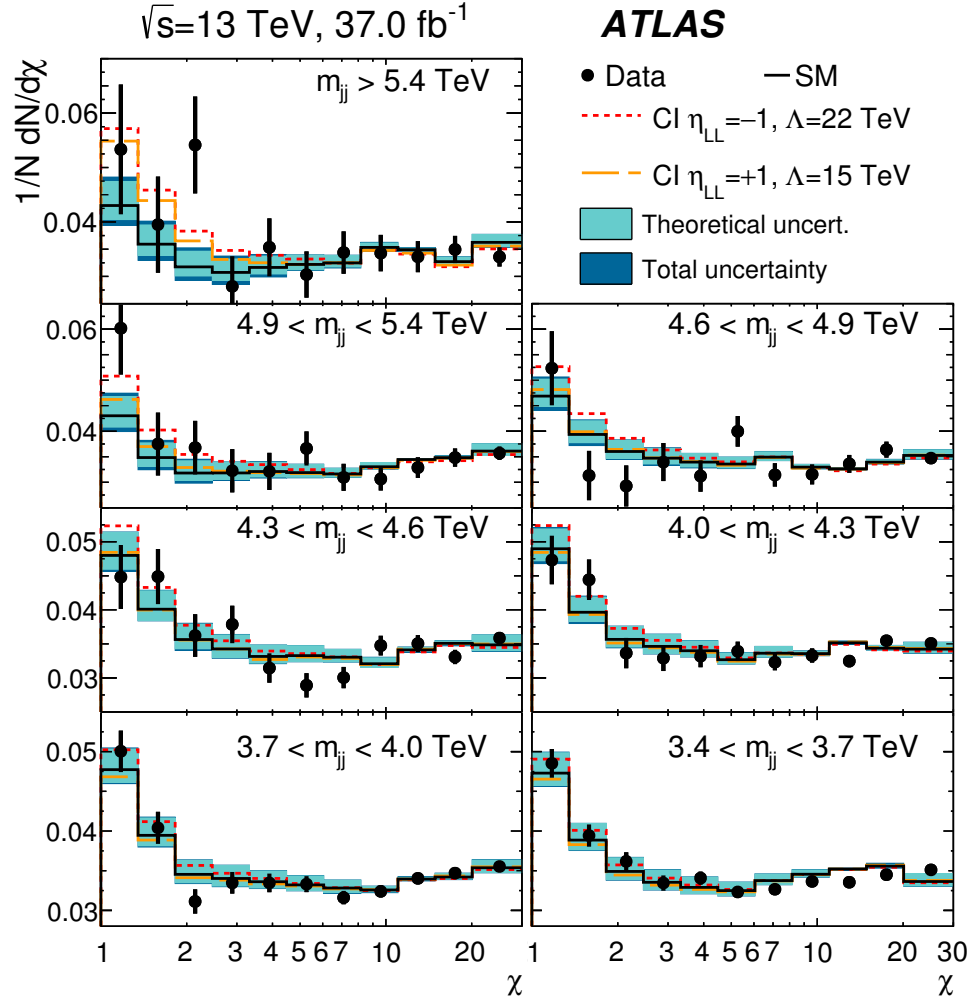 √s=13 TeV, 37.0 fb⁻¹
ATLAS
1/N dN/dχ
m_jj > 5.4 TeV
0.06
0.04
Data
SM
CI η_LL=−1, Λ=22 TeV
CI η_LL=+1, Λ=15 TeV
Theoretical uncert.
Total uncertainty
4.9 < m_jj < 5.4 TeV
0.06
0.04
4.6 < m_jj < 4.9 TeV
4.3 < m_jj < 4.6 TeV
0.05
0.04
0.03
4.0 < m_jj < 4.3 TeV
3.7 < m_jj < 4.0 TeV
0.05
0.04
0.03
3.4 < m_jj < 3.7 TeV
1 2 3 4 5 6 7 10 20
1 2 3 4 5 6 7 10 20 30
χ
χ